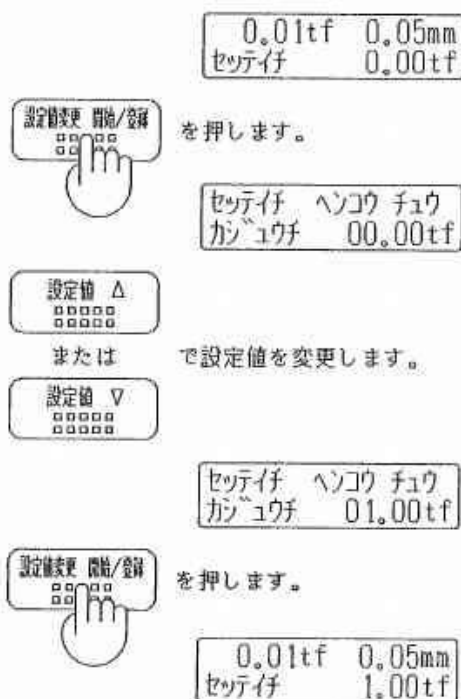 0.01tf 0.05mm
セッテイチ 0.00tf
設定値変更 開始/登録
を押します。
セッテイチ ヘンコウ チュウ
カジュウチ 00.00tf
設定値 △
または
で設定値を変更します。
設定値 ▽
セッテイチ ヘンコウ チュウ
カジュウチ 01.00tf
設定値変更 開始/登録
を押します。
0.01tf 0.05mm
セッテイチ 1.00tf